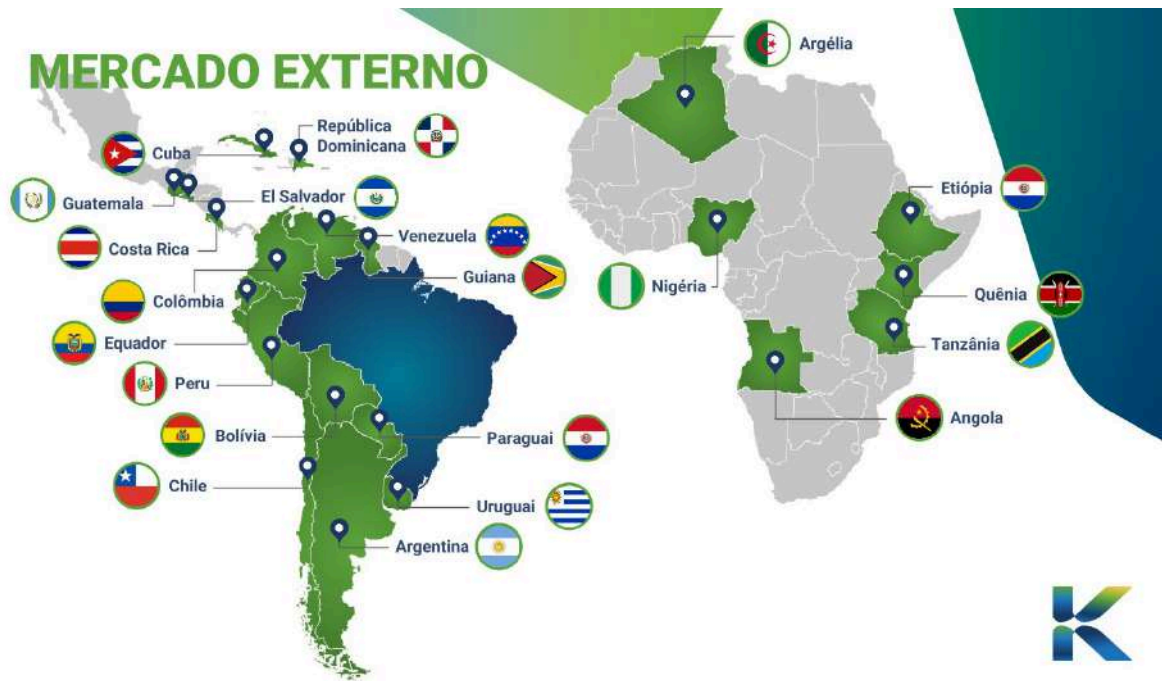 MERCADO EXTERNO
Argélia
República
Dominicana
Cuba
Etiópia
El Salvador
Guatemala
Venezuela
Costa Rica
Guiana
Nigéria
Quênia
Colômbia
Equador
Tanzânia
Peru
Angola
Bolívia
Paraguai
Chile
Uruguai
Argentina
K